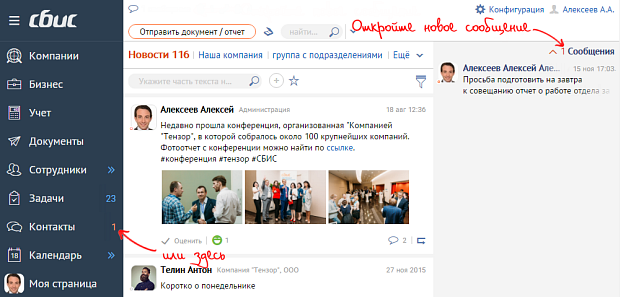 сбис
Компании
Бизнес
Учет
Документы
Сотрудники
Задачи 23
Контакты 1
Календарь
18
Моя страница
Конфигурация Алексеев А.А.
Отправить документ / отчет
найти...
Откройте новое сообщение
Новости 116 Наша компания группа с подразделениями Ещё
Укажите часть текста н...
Алексеев Алексей Администрация 18 авг 12:36
Недавно прошла конференция, организованная "Компанией
"Тензор", в которой собралось около 100 крупнейших компаний.
Фотоотчет с конференции можно найти по ссылке.
#конференция #тензор #СБИС
Оценить 1 2
или здесь
Телин Антон Компания "Тензор", ООО 27 ноя 2015
Коротко о понедельнике
1 Сообщения
Алексеев Алексей Але... 15 ноя 17:03
Просьба подготовить на завтра
к совещанию отчет о работе отдела за